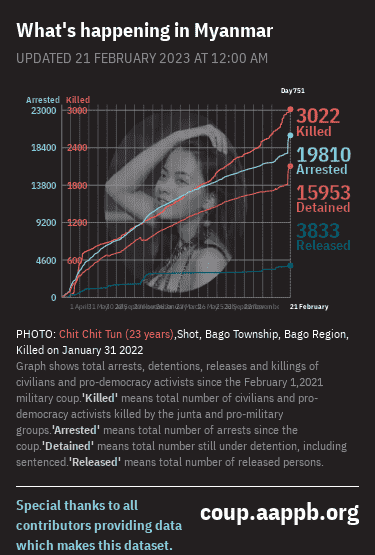 What's happening in Myanmar
UPDATED 21 FEBRUARY 2023 AT 12:00 AM
Day751
Arrested Killed
23000 3000
18400 2400
13800 1800
9200 1200
4600 600
0
3022
Killed
19810
Arrested
15953
Detained
3833
Released
21 February
PHOTO: Chit Chit Tun (23 years),Shot, Bago Township, Bago Region,
Killed on January 31 2022
Graph shows total arrests, detentions, releases and killings of
civilians and pro-democracy activists since the February 1,2021
military coup.'Killed' means total number of civilians and pro-
democracy activists killed by the junta and pro-military
groups.'Arrested' means total number of arrests since the
coup.'Detained' means total number still under detention, including
sentenced.'Released' means total number of released persons.
Special thanks to all
contributors providing data
which makes this dataset.
coup.aappb.org